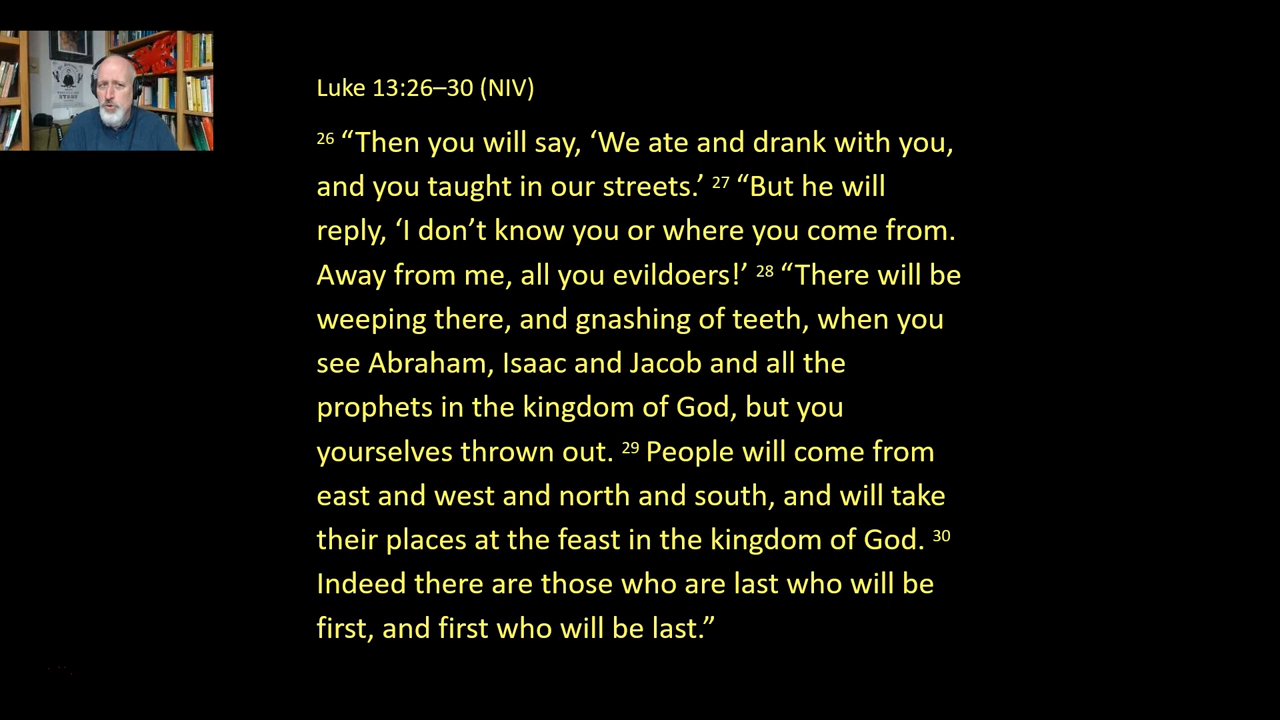 Luke 13:26–30 (NIV)
26 “Then you will say, ‘We ate and drank with you,
and you taught in our streets.’ 27 “But he will
reply, ‘I don’t know you or where you come from.
Away from me, all you evildoers!’ 28 “There will be
weeping there, and gnashing of teeth, when you
see Abraham, Isaac and Jacob and all the
prophets in the kingdom of God, but you
yourselves thrown out. 29 People will come from
east and west and north and south, and will take
their places at the feast in the kingdom of God. 30
Indeed there are those who are last who will be
first, and first who will be last.”